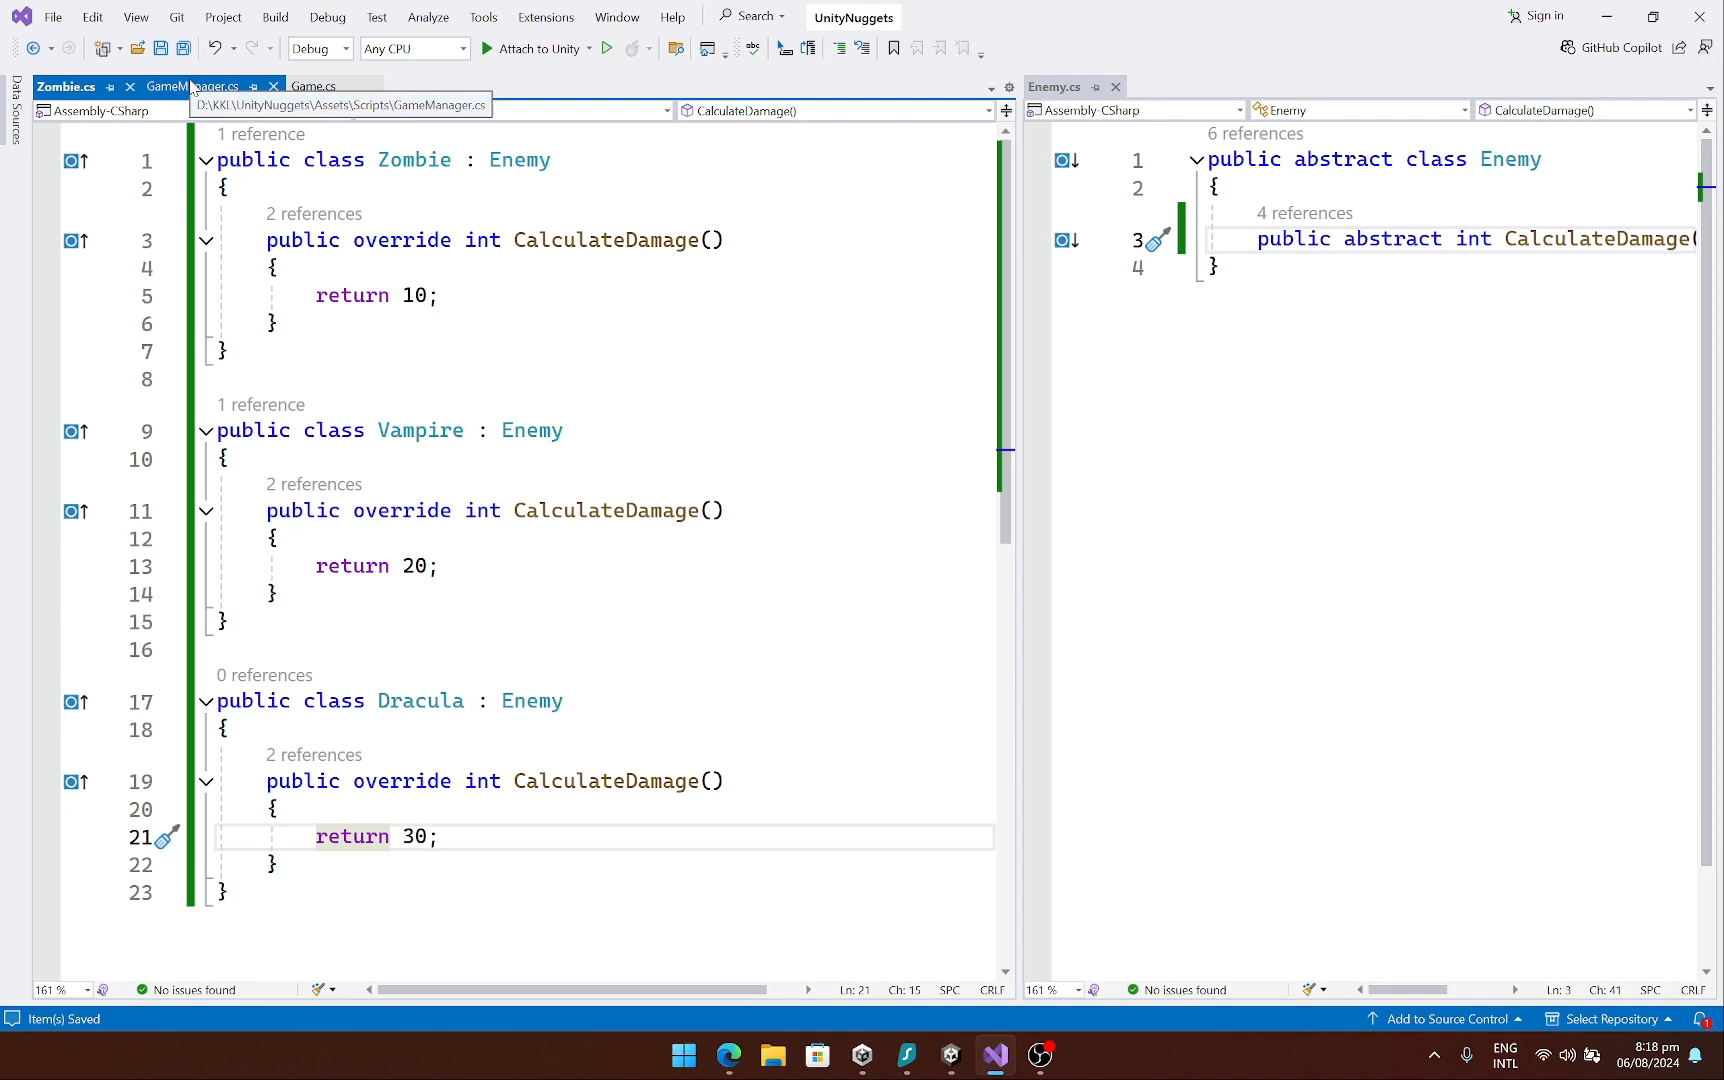 File Edit View Git Project Build Debug Test Analyze Tools Extensions Window Help Search UnityNuggets Sign in
Debug Any CPU Attach to Unity abc GitHub Copilot
Data Sources
Zombie.cs GameManager.cs Game.cs
D:\KKL\UnityNuggets\Assets\Scripts\GameManager.cs
Assembly-CSharp CalculateDamage()
1 reference
1 public class Zombie : Enemy
2 {
2 references
3 public override int CalculateDamage()
4 {
5 return 10;
6 }
7 }
8
1 reference
9 public class Vampire : Enemy
10 {
2 references
11 public override int CalculateDamage()
12 {
13 return 20;
14 }
15 }
16
0 references
17 public class Dracula : Enemy
18 {
2 references
19 public override int CalculateDamage()
20 {
21 return 30;
22 }
23 }
161 % No issues found Ln: 21 Ch: 15 SPC CRLF
Enemy.cs
Assembly-CSharp Enemy CalculateDamage()
6 references
1 public abstract class Enemy
2 {
4 references
3 public abstract int CalculateDamage(
4 }
161 % No issues found Ln: 3 Ch: 41 SPC CRLF
Item(s) Saved Add to Source Control Select Repository 1
ENG
INTL
8:18 pm
06/08/2024